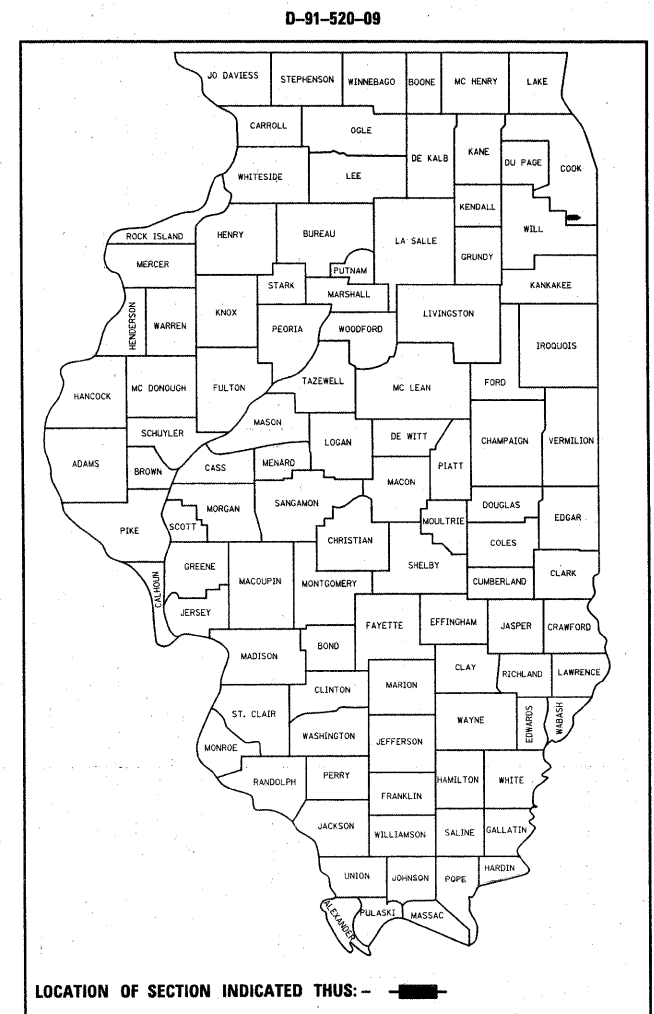 D-91-520-09
JO DAVIESS STEPHENSON WINNEBAGO BOONE MC HENRY LAKE
CARROLL OGLE
DE KALB KANE DU PAGE COOK
WHITESIDE LEE
KENDALL
ROCK ISLAND HENRY BUREAU LA SALLE WILL
MERCER PUTNAM GRUNDY
STARK MARSHALL KANKAKEE
HENDERSON WARREN KNOX PEORIA WOODFORD LIVINGSTON
IROQUOIS
HANCOCK MC DONOUGH FULTON TAZEWELL MC LEAN FORD
MASON
SCHUYLER LOGAN DE WITT CHAMPAIGN VERMILION
ADAMS BROWN CASS MENARD PIATT
MACON
MORGAN SANGAMON DOUGLAS
PIKE SCOTT MOULTRIE EDGAR
CHRISTIAN COLES
GREENE SHELBY
CALHOUN MACOUPIN MONTGOMERY CUMBERLAND CLARK
JERSEY
FAYETTE EFFINGHAM JASPER CRAWFORD
MADISON BOND
CLAY RICHLAND LAWRENCE
CLINTON MARION
ST. CLAIR WAYNE EDWARDS WABASH
MONROE WASHINGTON JEFFERSON
RANDOLPH PERRY HAMILTON WHITE
FRANKLIN
JACKSON WILLIAMSON SALINE GALLATIN
UNION JOHNSON POPE HARDIN
ALEXANDER PULASKI MASSAC
LOCATION OF SECTION INDICATED THUS: -